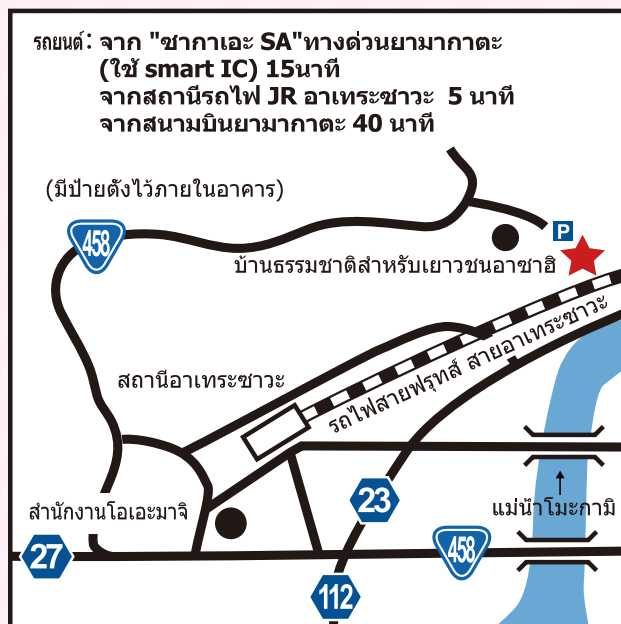 รถยนต์: จาก "ซากาเอะ SA"ทางด่วนยามากาตะ
(ใช้ smart IC) 15นาที
จากสถานีรถไฟ JR อาเทระซาวะ 5 นาที
จากสนามบินยามากาตะ 40 นาที
(มีป้ายตั้งไว้ภายในอาคาร)
458
P
บ้านธรรมชาติสำหรับเยาวชนอาซาฮิ
สถานีอาเทระซาวะ
รถไฟสายฟรุทส์ สายอาเทระซาวะ
23
แม่น้ำโมะกามิ
สำนักงานโอเอะมาจิ
27
458
112